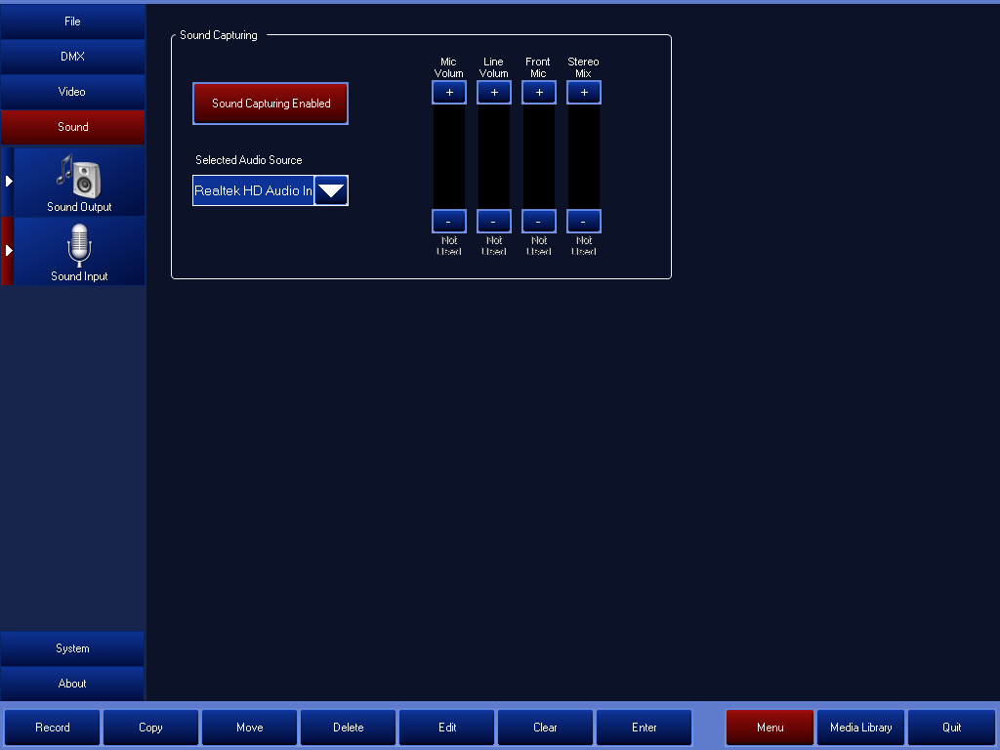 File
DMX
Video
Sound
Sound Output
Sound Input
System
About
Sound Capturing
Sound Capturing Enabled
Selected Audio Source
Realtek HD Audio In
Mic
Volum
Line
Volum
Front
Mic
Stereo
Mix
+ + + +
- - - -
Not
Used
Not
Used
Not
Used
Not
Used
Record
Copy
Move
Delete
Edit
Clear
Enter
Menu
Media Library
Quit